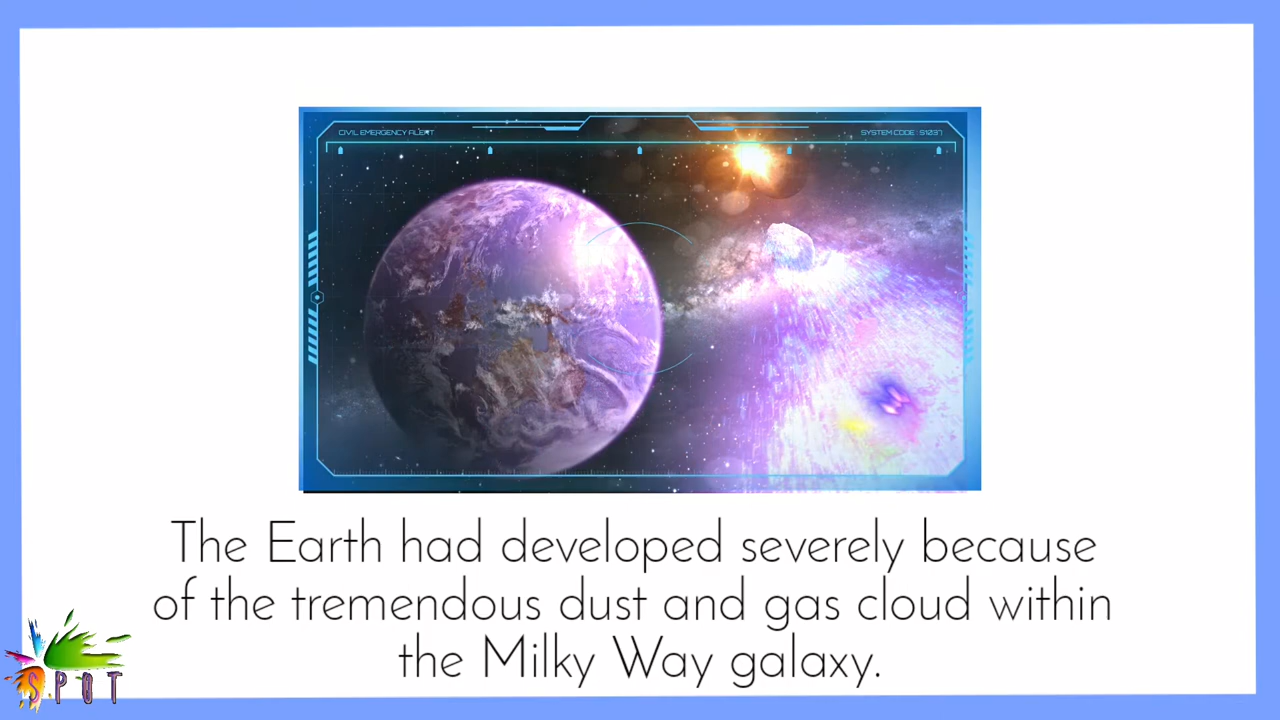 CIVIL EMERGENCY ALERT
SYSTEM CODE : S1037
The Earth had developed severely because
of the tremendous dust and gas cloud within
the Milky Way galaxy.
SPOT